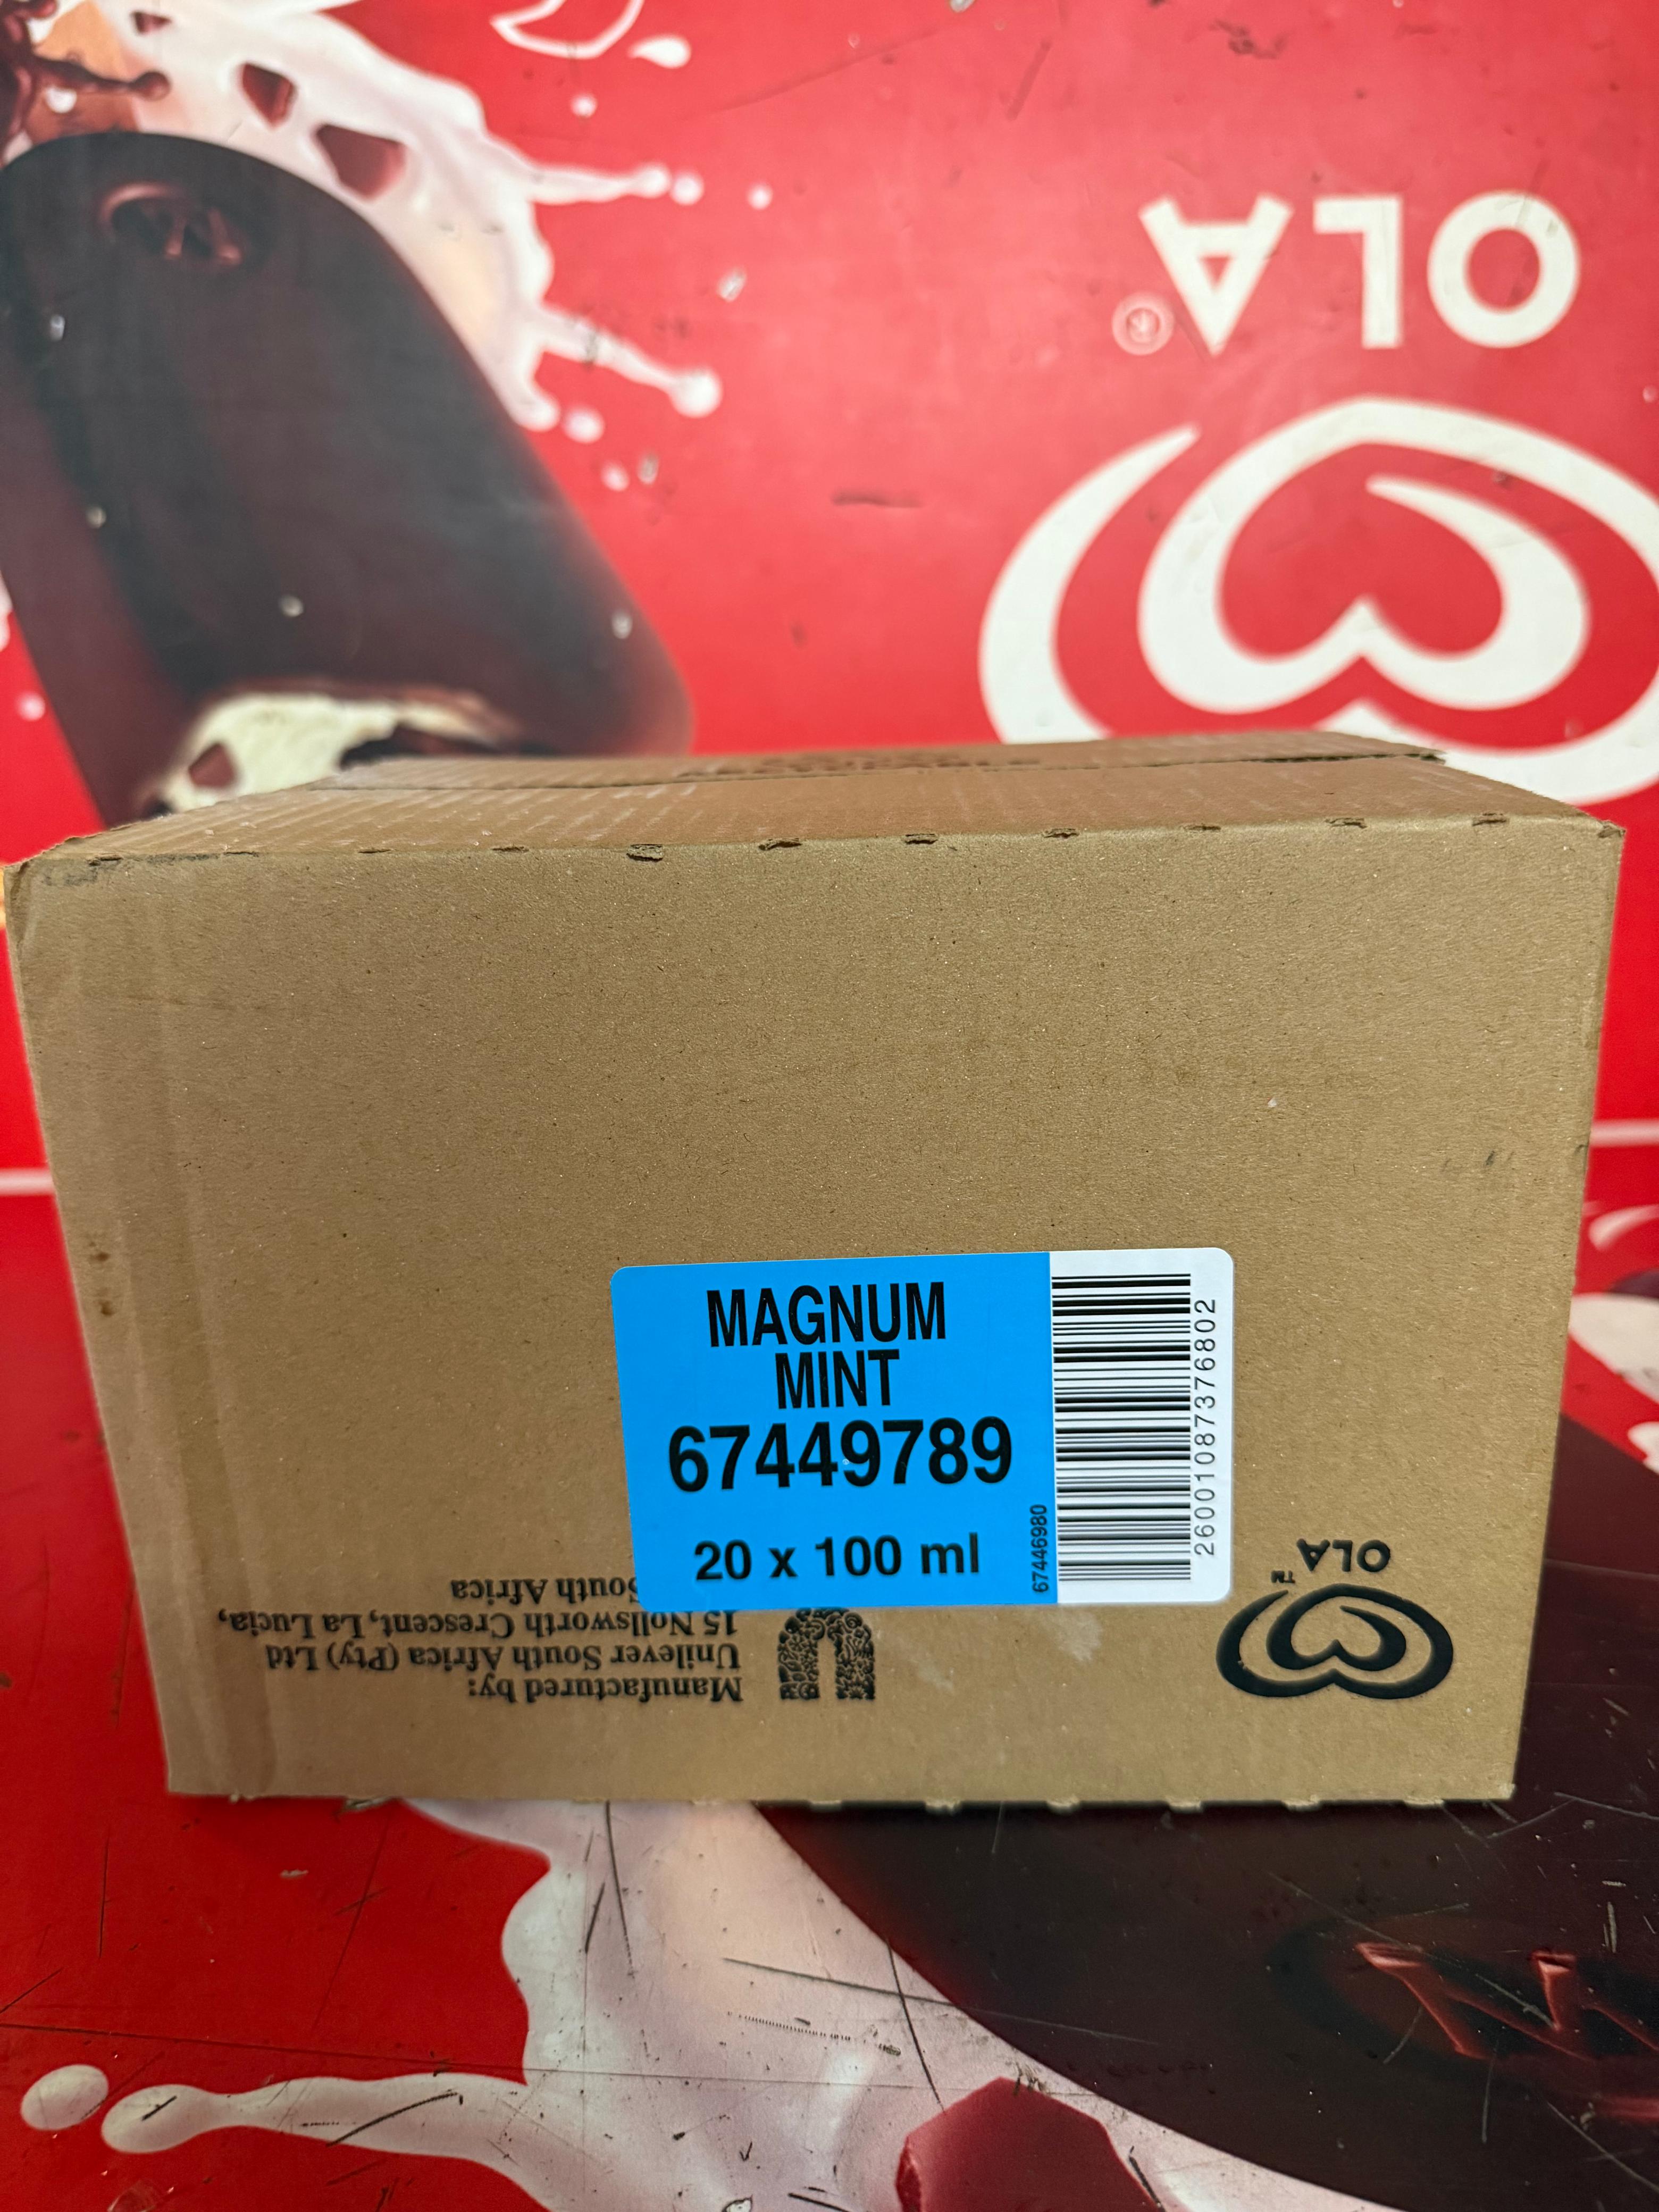 OLA
®
MAGNUM
MINT
67449789
20 x 100 ml
67446980
26001087376802
OLA
™
Manufactured by:
Unilever South Africa (Pty) Ltd
15 Nollsworth Crescent, La Lucia,
South Africa